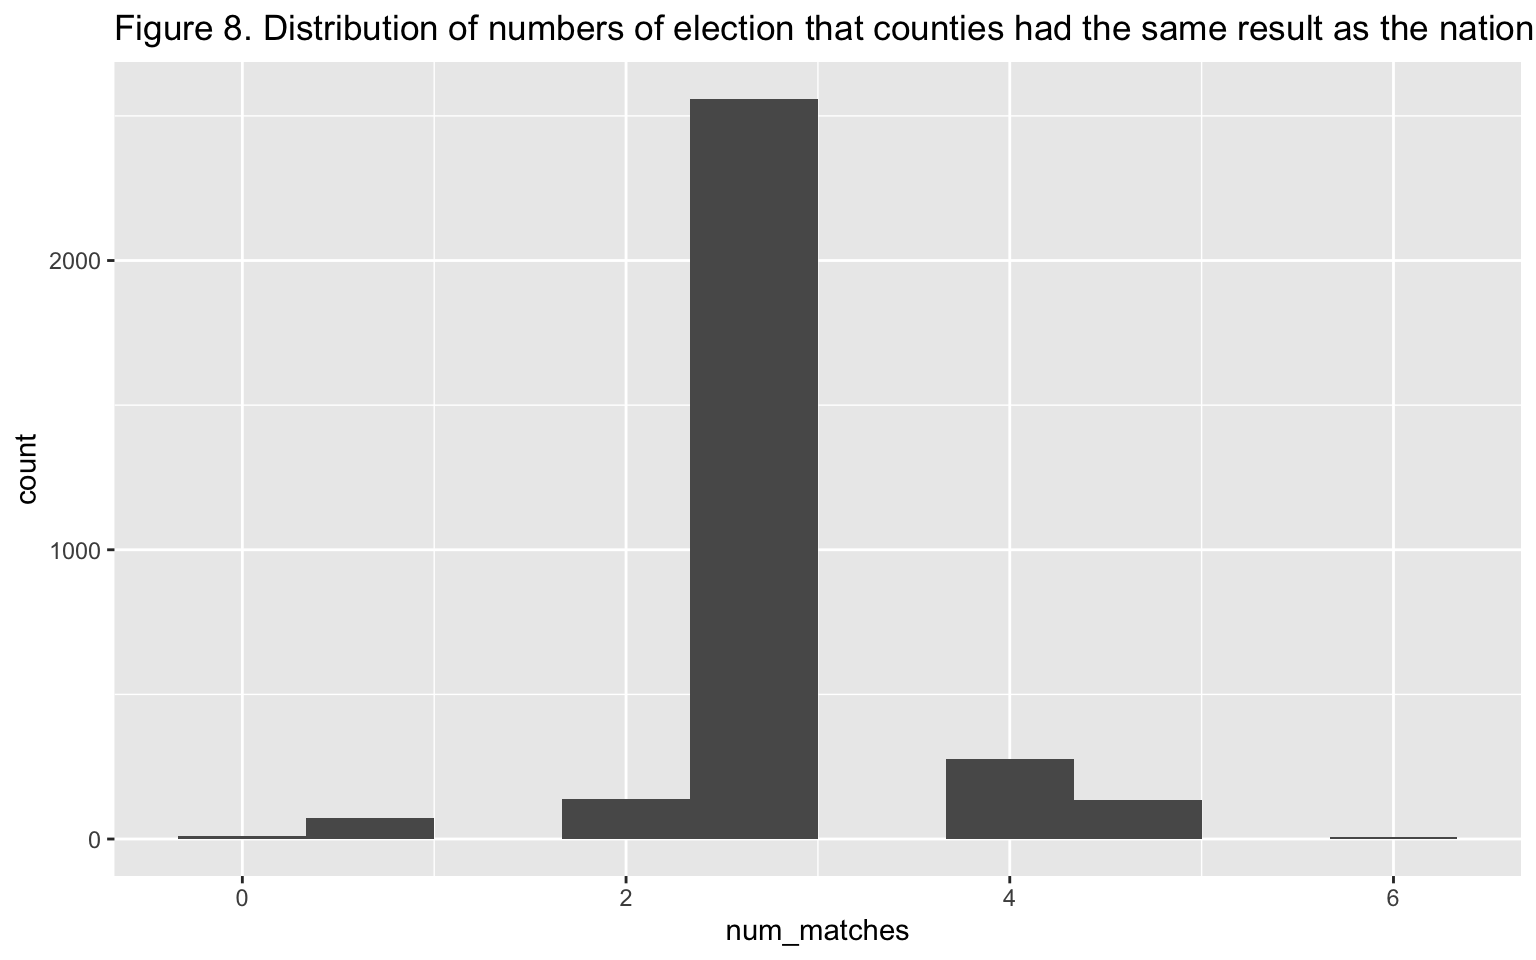 Figure 8. Distribution of numbers of election that counties had the same result as the nation
2000
1000
0
count
0 2 4 6
num_matches